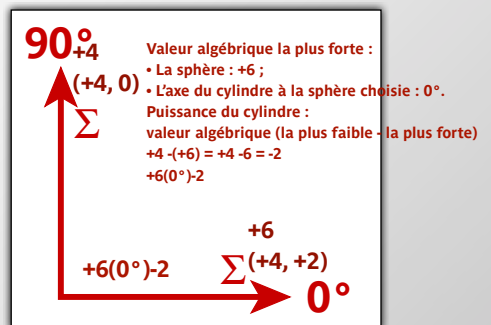 90°
+4
(+4, 0)
Σ
Valeur algébrique la plus forte :
• La sphère : +6 ;
• L’axe du cylindre à la sphère choisie : 0°.
Puissance du cylindre :
valeur algébrique (la plus faible - la plus forte)
+4 -(+6) = +4 -6 = -2
+6(0°)-2
+6
Σ(+4, +2)
+6(0°)-2
0°